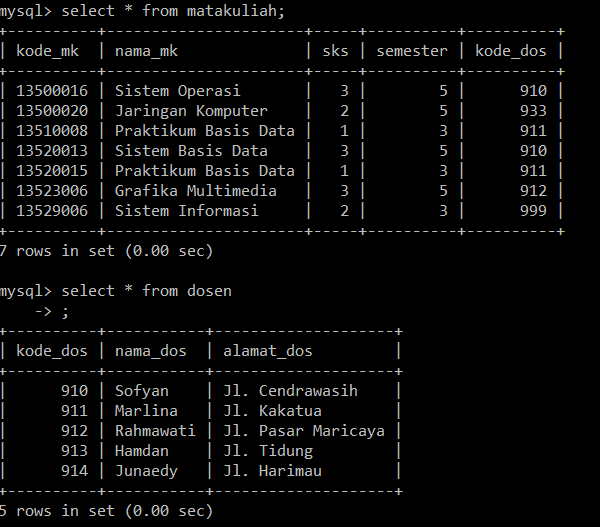 mysql> select * from matakuliah;
+----------+----------------------+-----+----------+----------+
| kode_mk  | nama_mk              | sks | semester | kode_dos |
+----------+----------------------+-----+----------+----------+
| 13500016 | Sistem Operasi       |   3 |        5 |      910 |
| 13500020 | Jaringan Komputer    |   2 |        5 |      933 |
| 13510008 | Praktikum Basis Data |   1 |        3 |      911 |
| 13520013 | Sistem Basis Data    |   3 |        5 |      910 |
| 13520015 | Praktikum Basis Data |   1 |        3 |      911 |
| 13523006 | Grafika Multimedia   |   3 |        5 |      912 |
| 13529006 | Sistem Informasi     |   2 |        3 |      999 |
+----------+----------------------+-----+----------+----------+
7 rows in set (0.00 sec)
mysql> select * from dosen
    -> ;
+----------+-----------+--------------------+
| kode_dos | nama_dos  | alamat_dos         |
+----------+-----------+--------------------+
|      910 | Sofyan    | Jl. Cendrawasih    |
|      911 | Marlina   | Jl. Kakatua        |
|      912 | Rahmawati | Jl. Pasar Maricaya |
|      913 | Hamdan    | Jl. Tidung         |
|      914 | Junaedy   | Jl. Harimau        |
+----------+-----------+--------------------+
5 rows in set (0.00 sec)